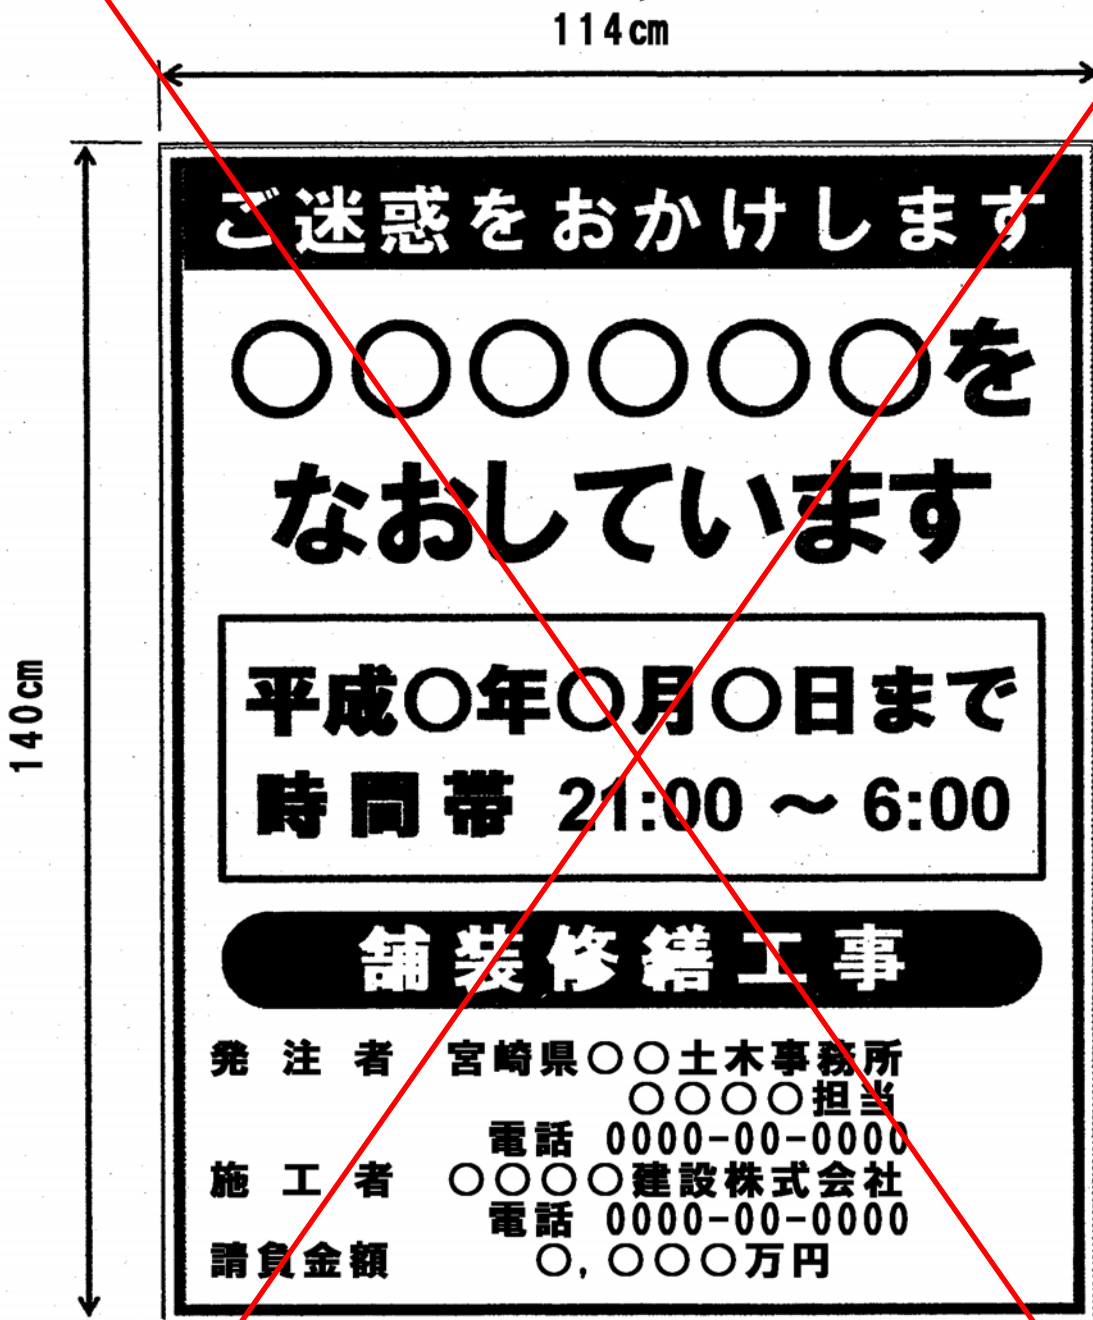 114cm
140cm
ご迷惑をおかけします
○○○○○○を
なおしています
平成○年○月○日まで
時間帯 21:00 ～ 6:00
舗装修繕工事
発注者 宮崎県○○土木事務所
○○○○担当
電話 0000-00-0000
施工者 ○○○○建設株式会社
電話 0000-00-0000
請負金額 ○,○○○万円